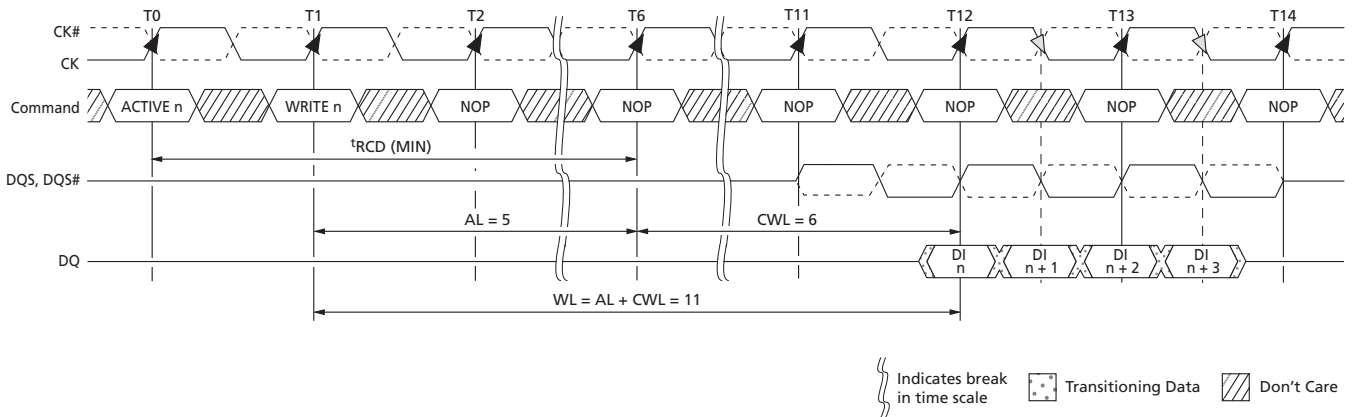 T0 T1 T2 T6 T11 T12 T13 T14
CK#
CK
Command ACTIVE n WRITE n NOP NOP NOP NOP NOP NOP
tRCD (MIN)
DQS, DQS#
AL = 5 CWL = 6
DQ DI n DI n + 1 DI n + 2 DI n + 3
WL = AL + CWL = 11
Indicates break in time scale Transitioning Data Don't Care